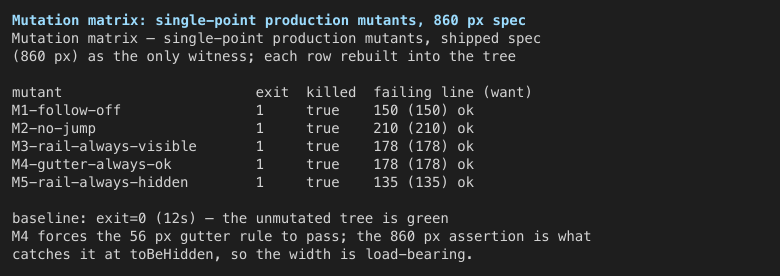 Mutation matrix: single-point production mutants, 860 px spec
Mutation matrix — single-point production mutants, shipped spec
(860 px) as the only witness; each row rebuilt into the tree
mutant exit killed failing line (want)
M1-follow-off 1 true 150 (150) ok
M2-no-jump 1 true 210 (210) ok
M3-rail-always-visible 1 true 178 (178) ok
M4-gutter-always-ok 1 true 178 (178) ok
M5-rail-always-hidden 1 true 135 (135) ok
baseline: exit=0 (12s) — the unmutated tree is green
M4 forces the 56 px gutter rule to pass; the 860 px assertion is what
catches it at toBeHidden, so the width is load-bearing.